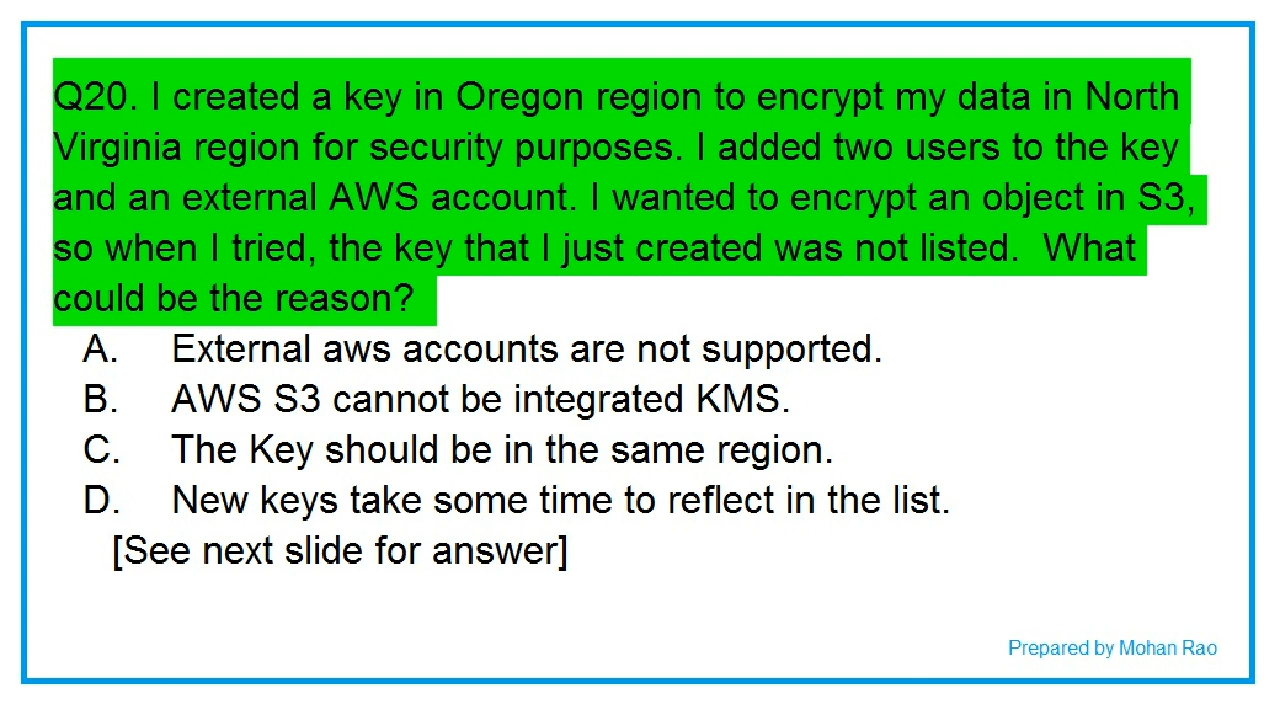 Q20. I created a key in Oregon region to encrypt my data in North
Virginia region for security purposes. I added two users to the key
and an external AWS account. I wanted to encrypt an object in S3,
so when I tried, the key that I just created was not listed.  What
could be the reason?
A. External aws accounts are not supported.
B. AWS S3 cannot be integrated KMS.
C. The Key should be in the same region.
D. New keys take some time to reflect in the list.
[See next slide for answer]
Prepared by Mohan Rao